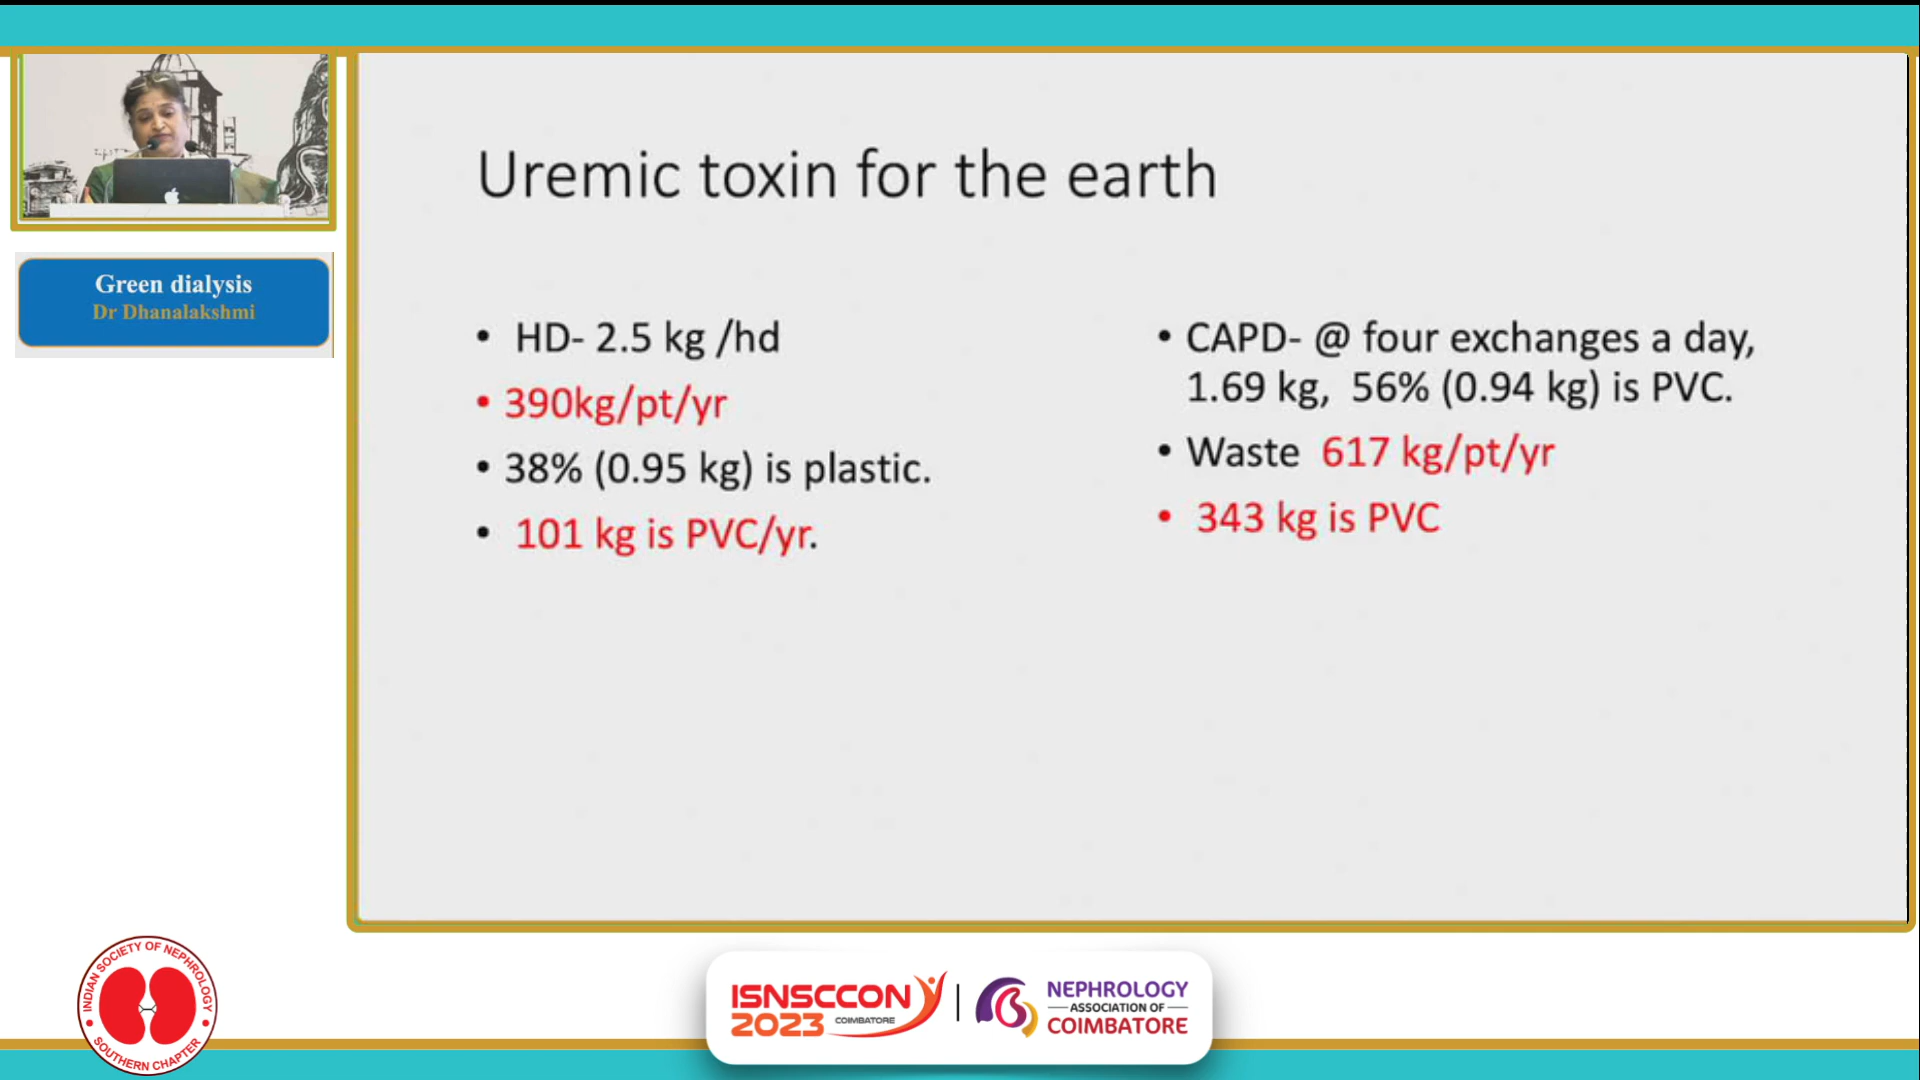 Green dialysis
Dr Dhanalakshmi
Uremic toxin for the earth
• HD- 2.5 kg /hd
• 390kg/pt/yr
• 38% (0.95 kg) is plastic.
• 101 kg is PVC/yr.
• CAPD- @ four exchanges a day,
1.69 kg, 56% (0.94 kg) is PVC.
• Waste 617 kg/pt/yr
• 343 kg is PVC
INDIAN SOCIETY OF NEPHROLOGY
SOUTHERN CHAPTER
ISNSCCON
2023 COIMBATORE
NEPHROLOGY
ASSOCIATION OF
COIMBATORE